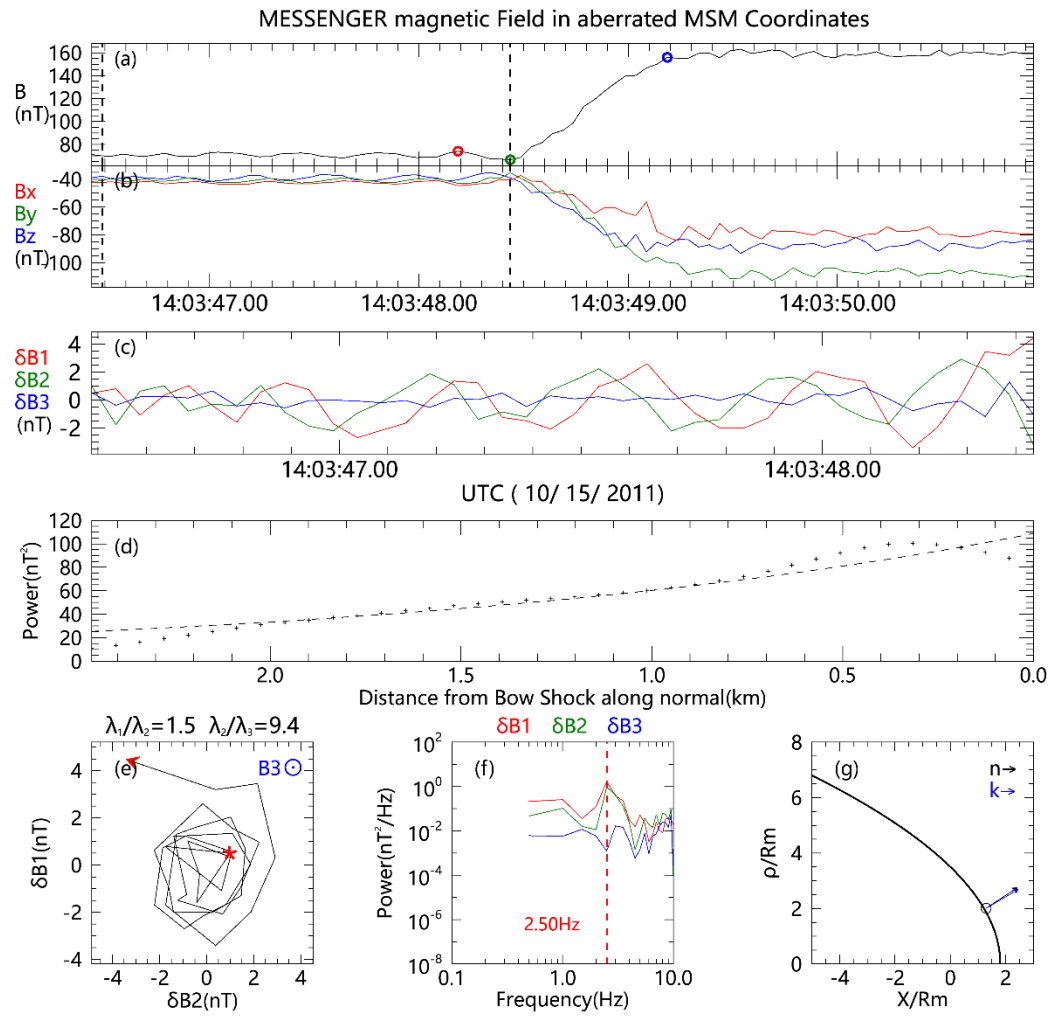 MESSENGER magnetic Field in aberrated MSM Coordinates
(a)
B
(nT)
160
140
120
100
80
(b)
Bx
By
Bz
(nT)
-40
-60
-80
-100
14:03:47.00 14:03:48.00 14:03:49.00 14:03:50.00
(c)
δB1
δB2
δB3
(nT)
4
2
0
-2
14:03:47.00 14:03:48.00
UTC ( 10/ 15/ 2011)
(d)
Power(nT²)
120
100
80
60
40
20
0
2.0 1.5 1.0 0.5 0.0
Distance from Bow Shock along normal(km)
λ₁/λ₂=1.5 λ₂/λ₃=9.4
(e)
B3
δB1(nT)
4
2
0
-2
-4
-4 -2 0 2 4
δB2(nT)
δB1 δB2 δB3
(f)
Power(nT²/Hz)
10²
10⁰
10⁻²
10⁻⁴
10⁻⁶
10⁻⁸
2.50Hz
0.1 1.0 10.0
Frequency(Hz)
(g)
n
k
ρ/Rm
8
6
4
2
0
-4 -2 0 2
X/Rm